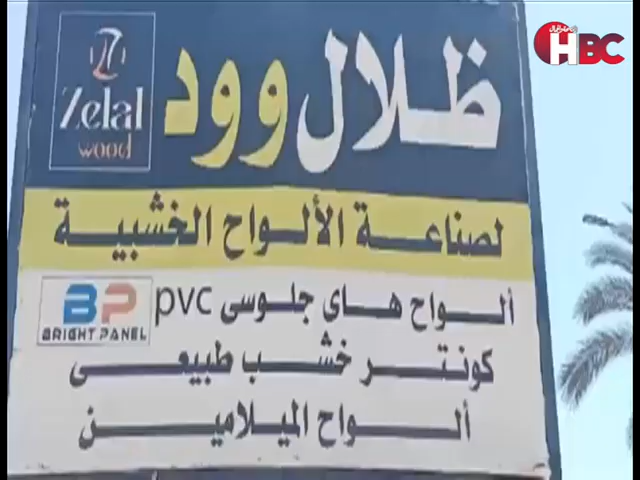 HBC
ظلال وود
Zelal
wood
لصناعة الألواح الخشبية
ألواح هاى جلوسى pvc
BP
BRIGHT PANEL
كونتر خشب طبيعى
ألواح الميلامين